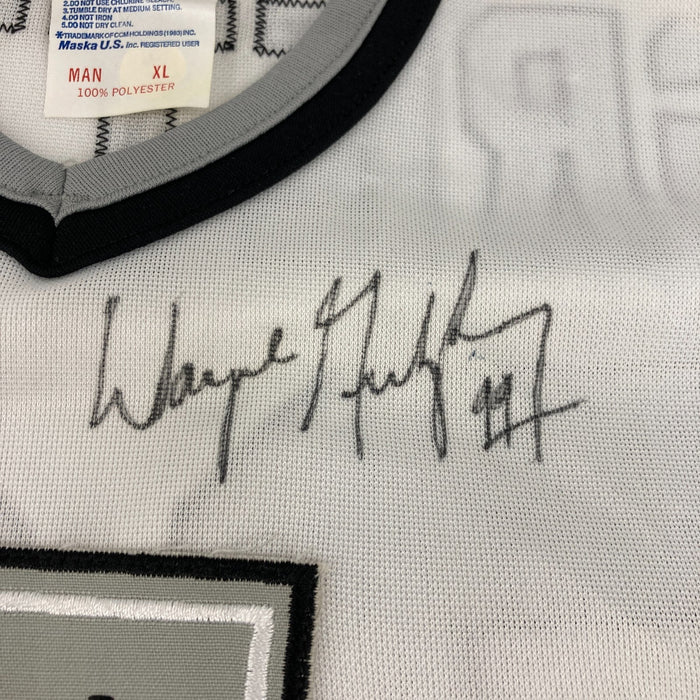 2.DO NOT USE CHLORINE BLEACH.
3.TUMBLE DRY AT MEDIUM SETTING.
4.DO NOT IRON
5.DO NOT DRY CLEAN.
*TRADEMARK OF CCM HOLDINGS (1983) INC.
Maska U.S. Inc. REGISTERED USER
MAN XL
100% POLYESTER
Wayne Gretzky 99